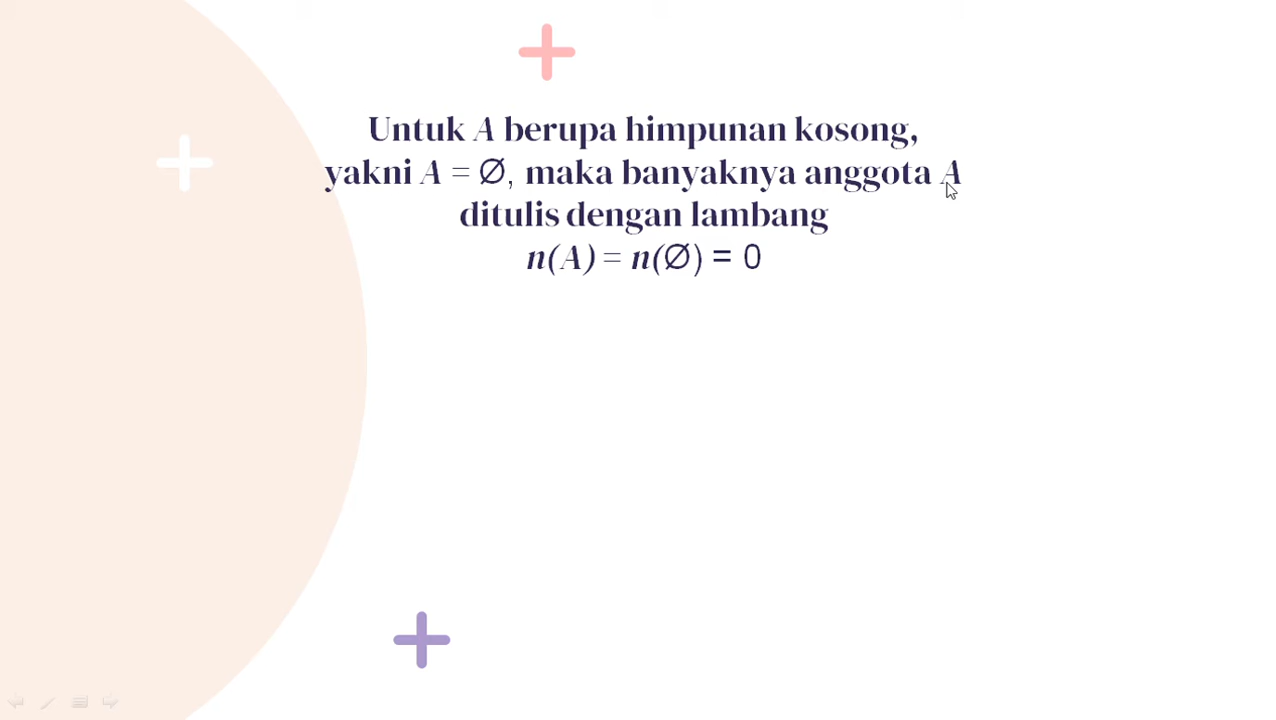 Untuk A berupa himpunan kosong,
yakni A = ∅, maka banyaknya anggota A
ditulis dengan lambang
n(A) = n(∅) = 0